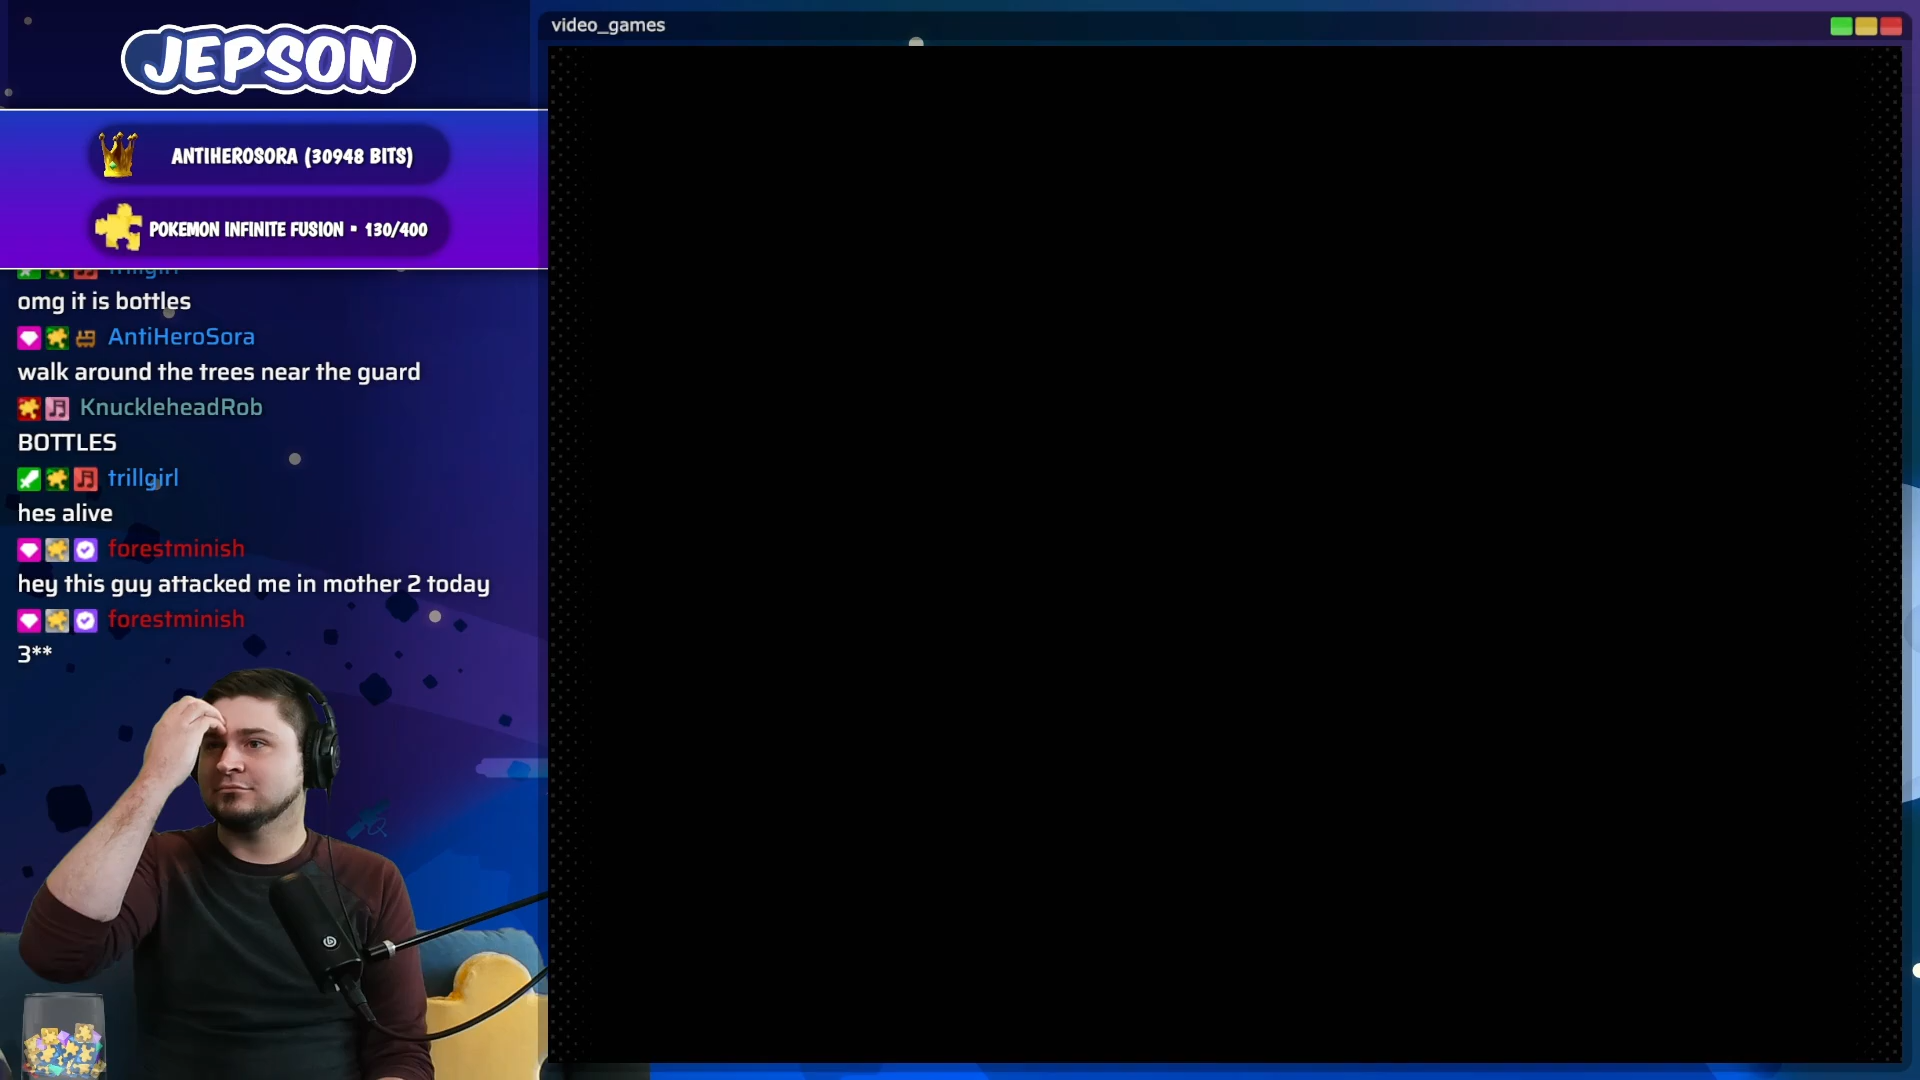 JEPSON
video_games
ANTIHEROSORA (30948 BITS)
POKEMON INFINITE FUSION • 130/400
trillgirl
omg it is bottles
AntiHeroSora
walk around the trees near the guard
KnuckleheadRob
BOTTLES
trillgirl
hes alive
forestminish
hey this guy attacked me in mother 2 today
forestminish
3**